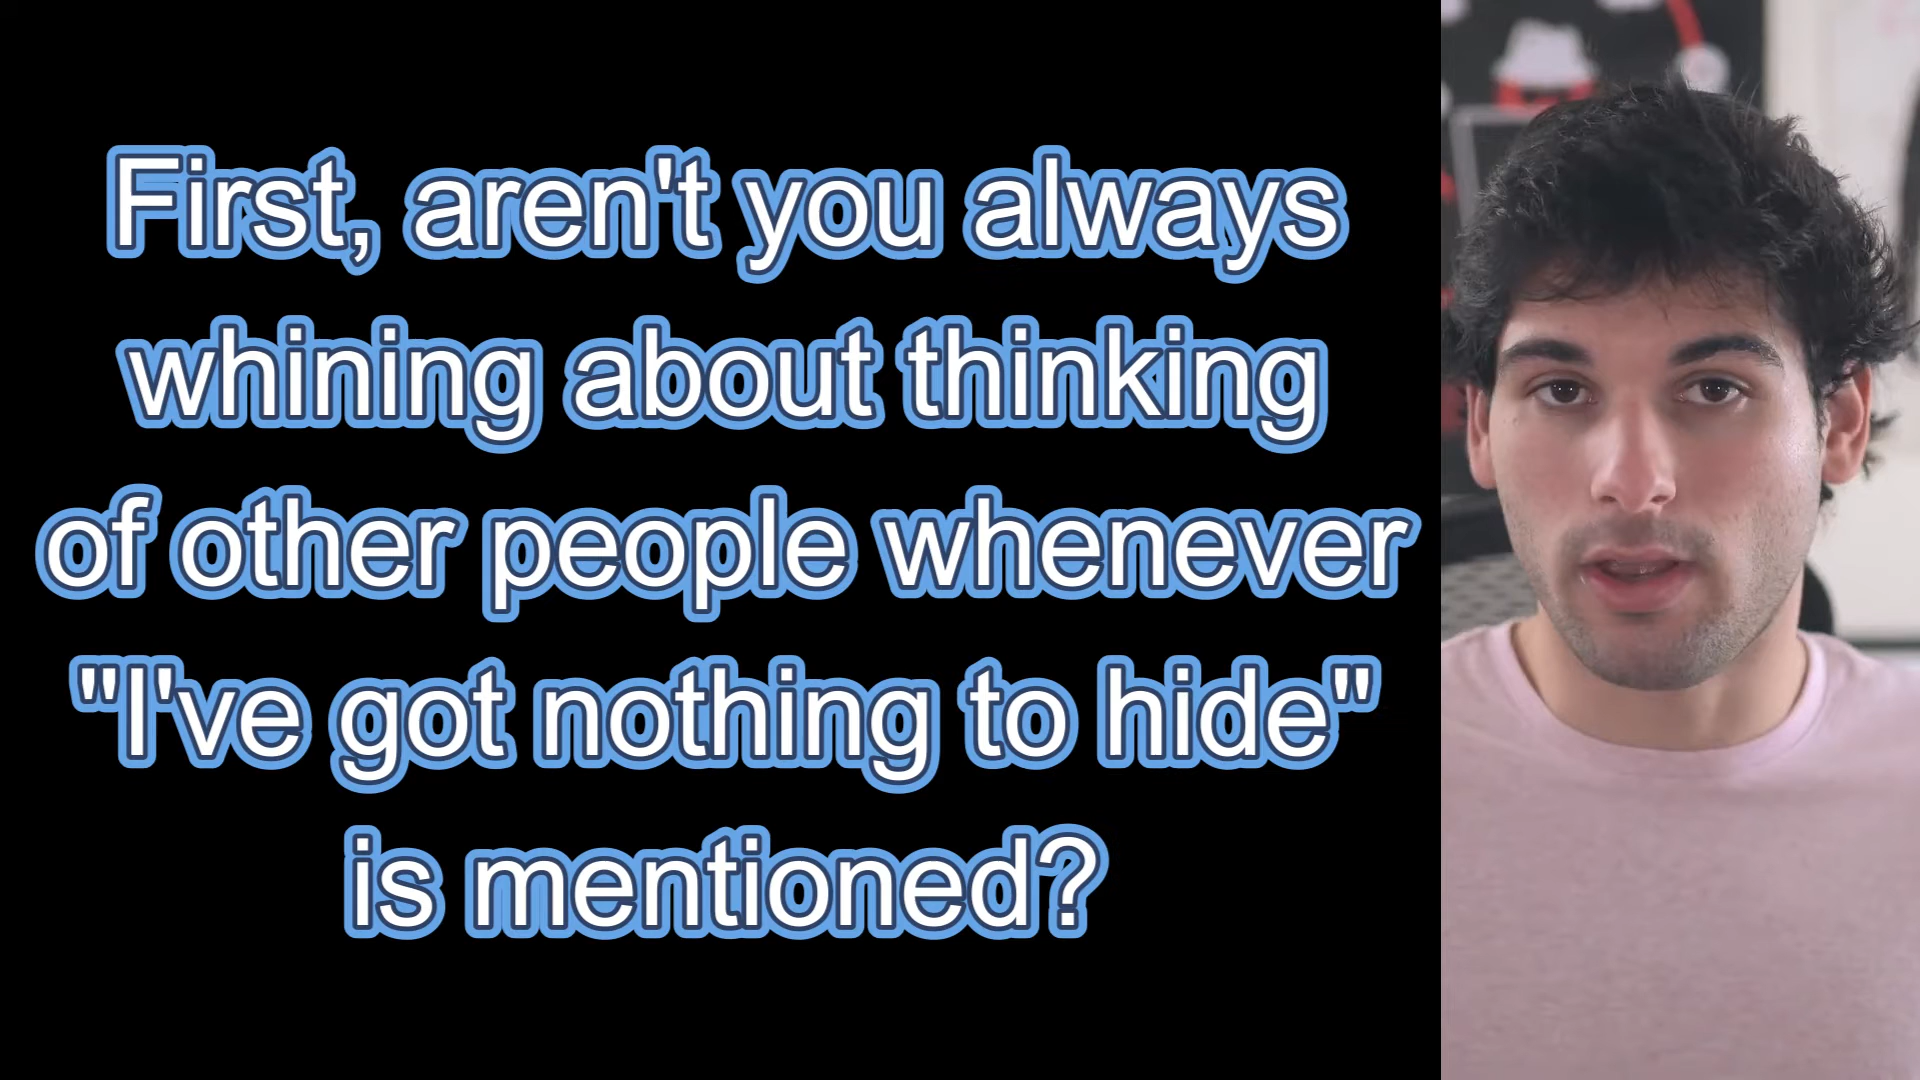 First, aren't you always
whining about thinking
of other people whenever
"I've got nothing to hide"
is mentioned?